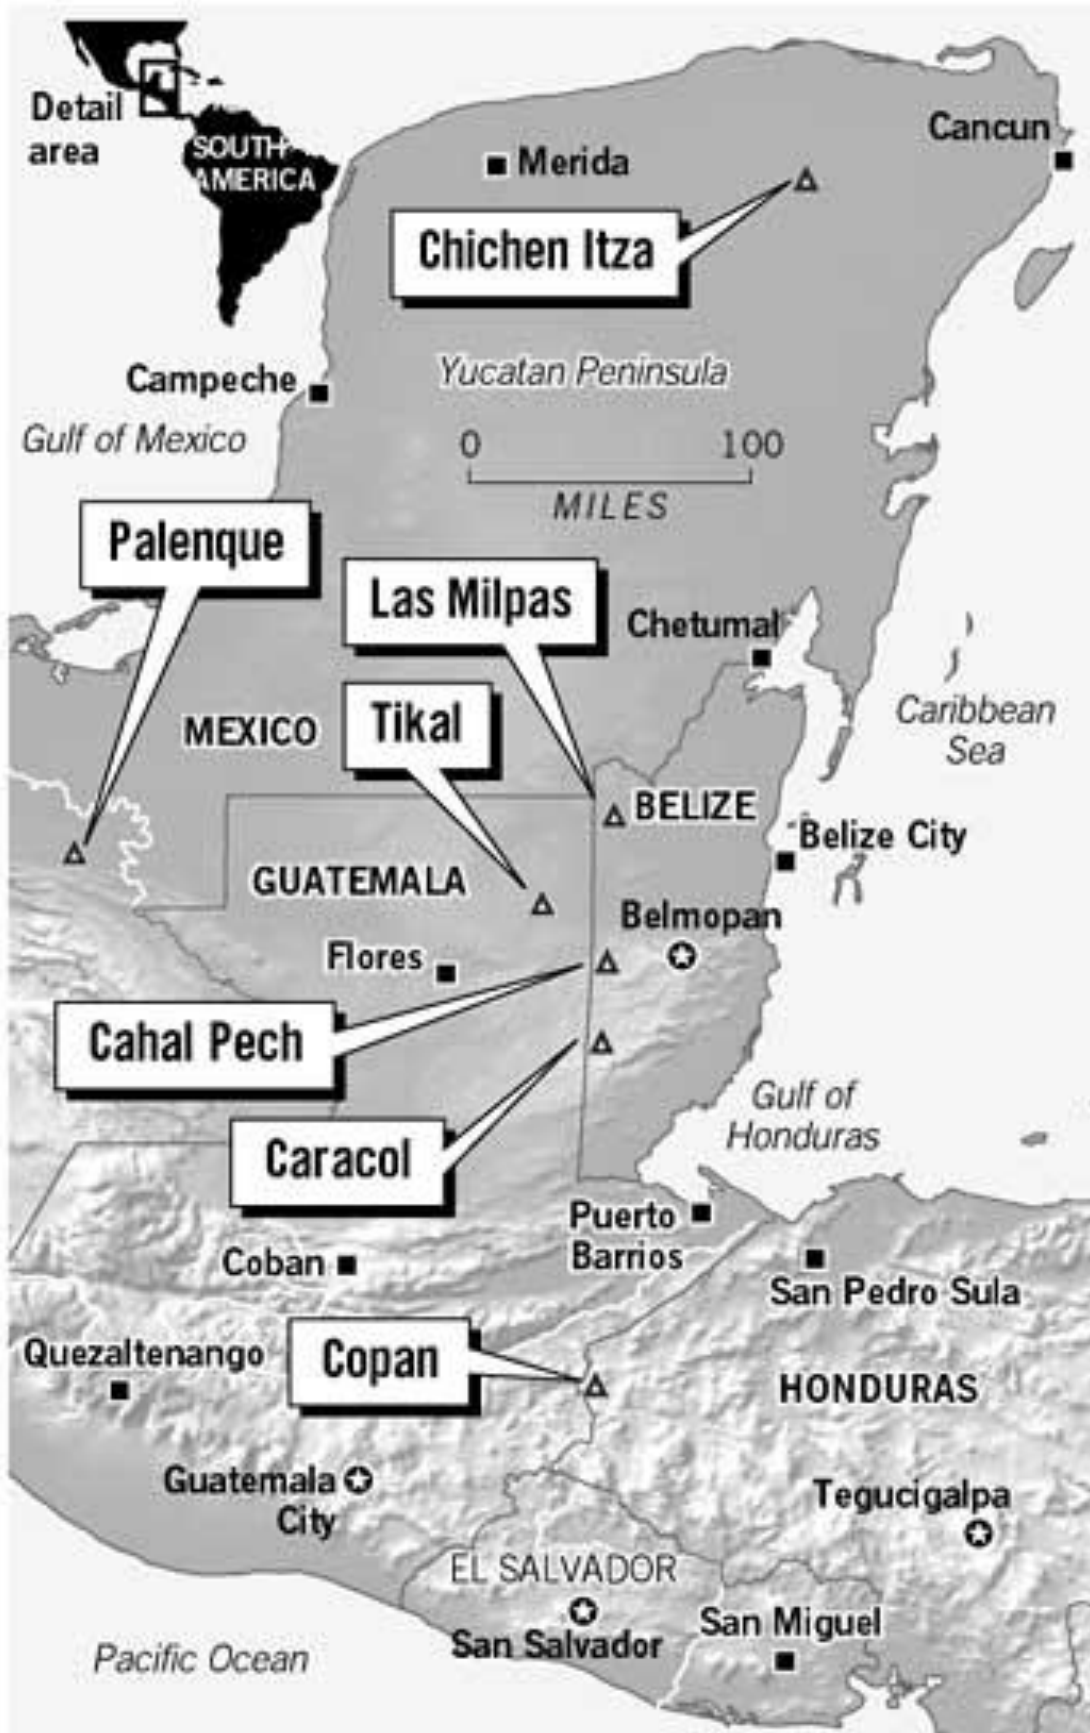 Detail
area
SOUTH
AMERICA
Cancun
Merida
Chichen Itza
Yucatan Peninsula
Campeche
Gulf of Mexico
0 100
MILES
Palenque
Las Milpas
Chetumal
Tikal
MEXICO
Caribbean
Sea
BELIZE
Belize City
GUATEMALA
Belmopan
Flores
Cahal Pech
Gulf of
Honduras
Caracol
Puerto
Barrios
Coban
San Pedro Sula
Quezaltenango
Copan
HONDURAS
Guatemala
City
Tegucigalpa
EL SALVADOR
San Salvador
San Miguel
Pacific Ocean